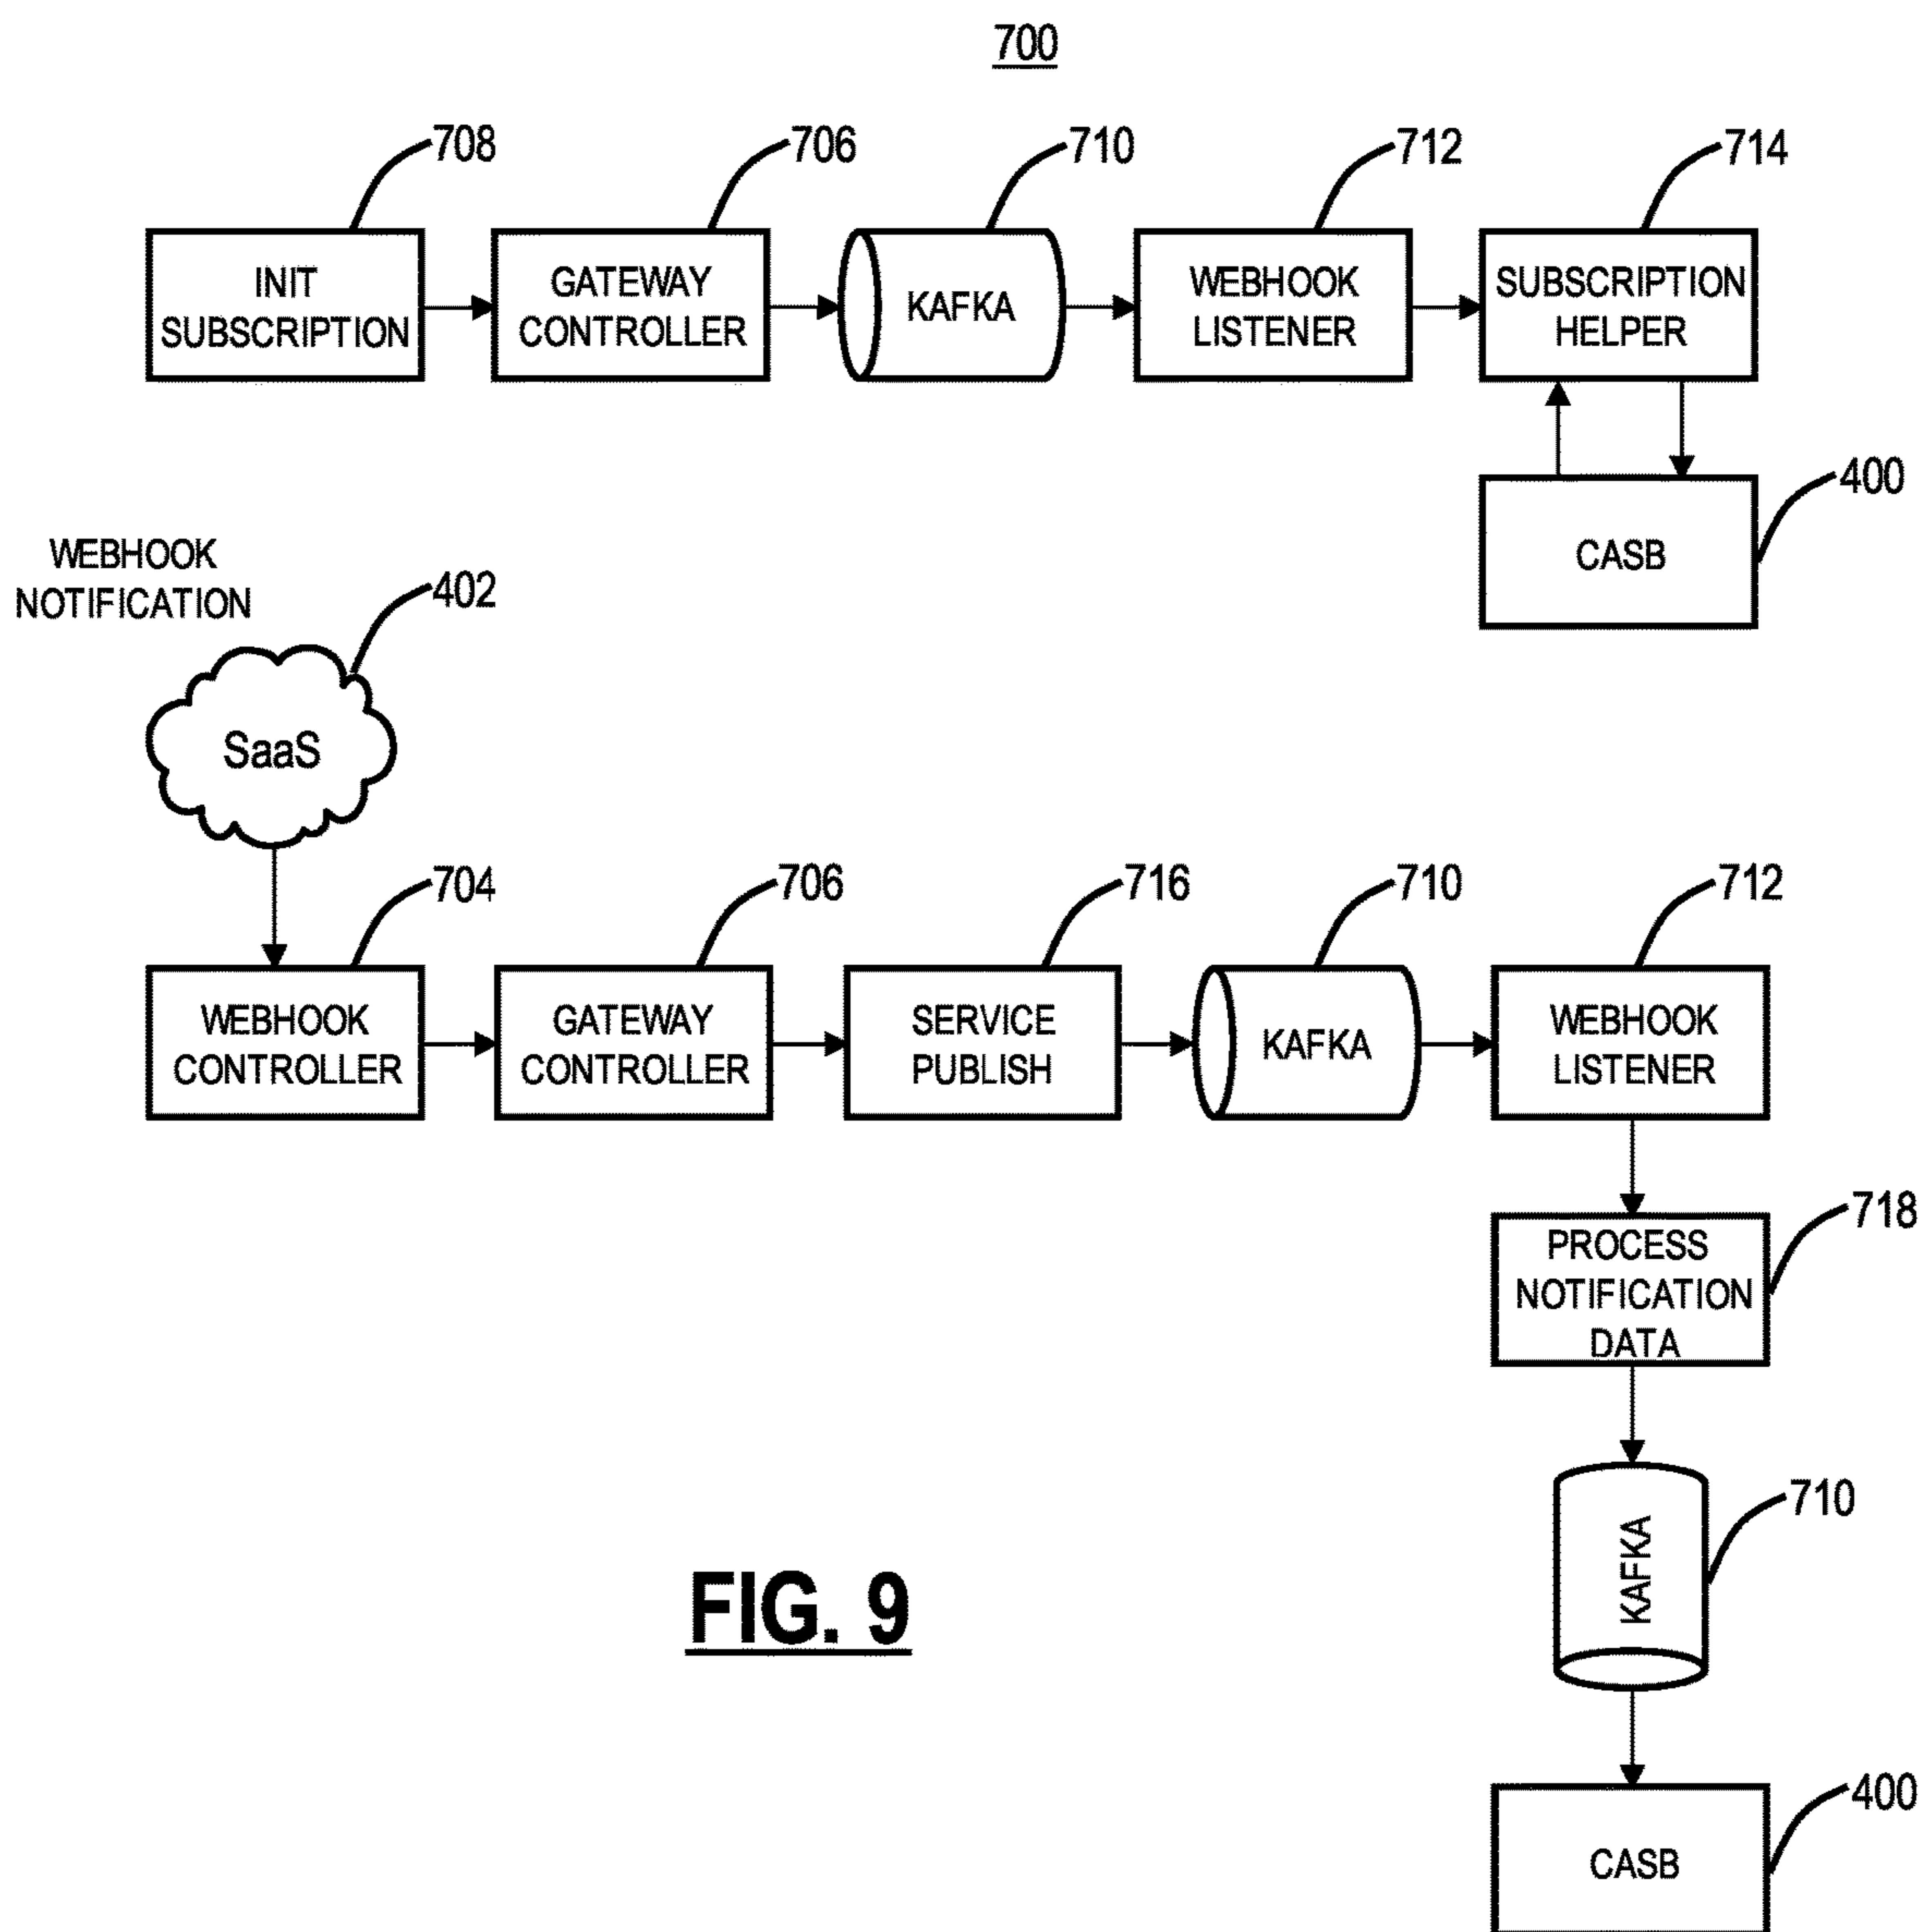 700
708
706
710
712
714
INIT
SUBSCRIPTION
GATEWAY
CONTROLLER
KAFKA
WEBHOOK
LISTENER
SUBSCRIPTION
HELPER
400
CASB
WEBHOOK
NOTIFICATION
402
SaaS
704
706
716
710
712
WEBHOOK
CONTROLLER
GATEWAY
CONTROLLER
SERVICE
PUBLISH
KAFKA
WEBHOOK
LISTENER
718
PROCESS
NOTIFICATION
DATA
710
KAFKA
FIG. 9
400
CASB